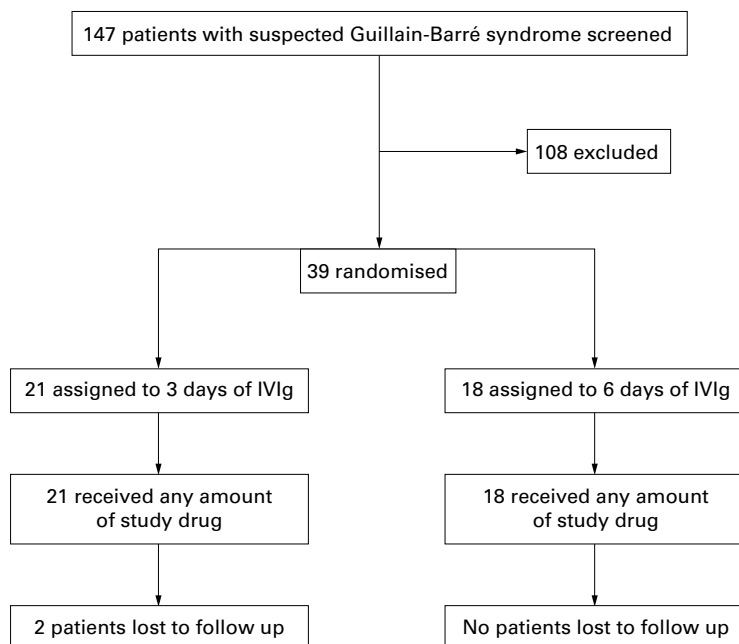 147 patients with suspected Guillain-Barré syndrome screened
108 excluded
39 randomised
21 assigned to 3 days of IVIg
18 assigned to 6 days of IVIg
21 received any amount
of study drug
18 received any amount
of study drug
2 patients lost to follow up
No patients lost to follow up